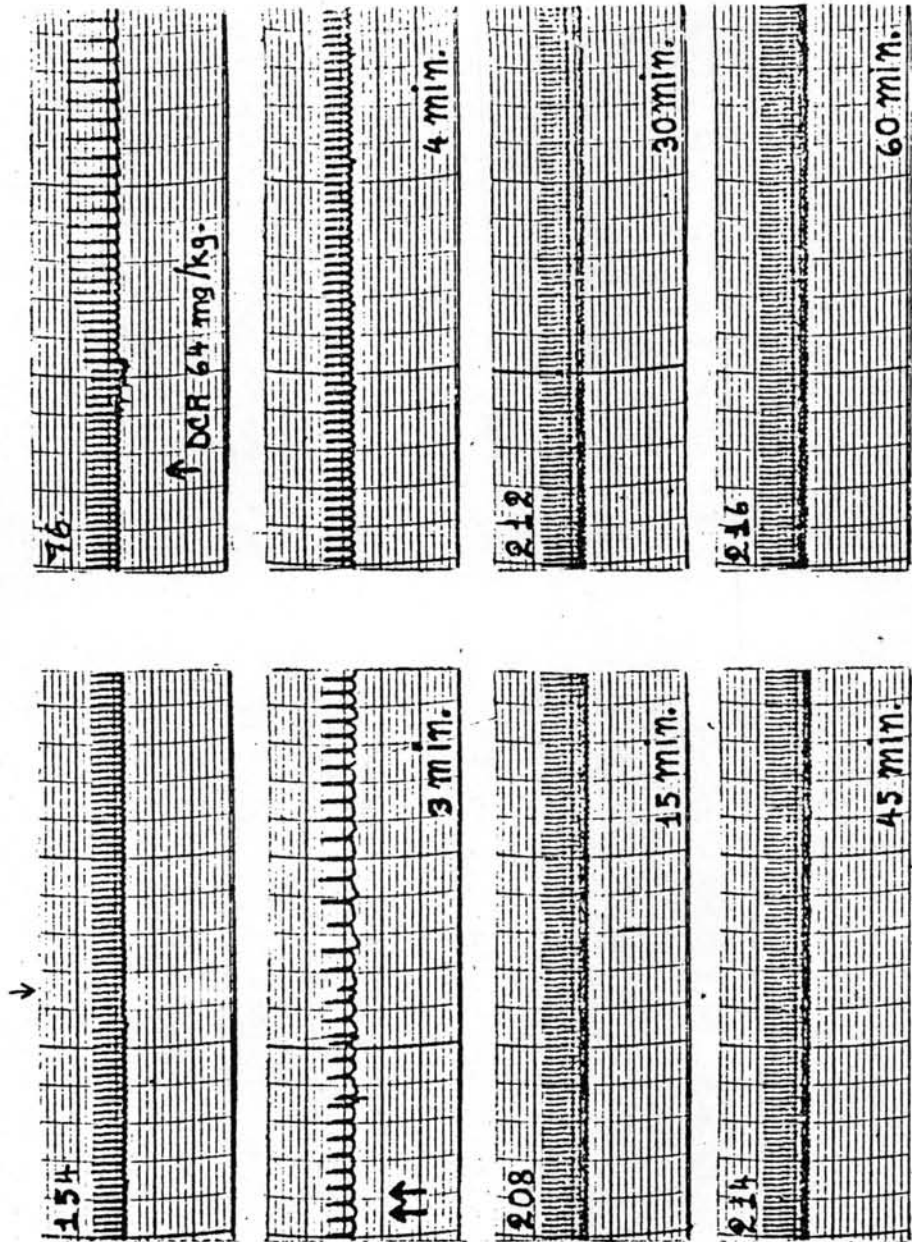 154
76
↑ DCR 64 mg/kg.
3 min.
4 min.
208
15 min.
212
30 min.
214
45 min.
216
60 min.